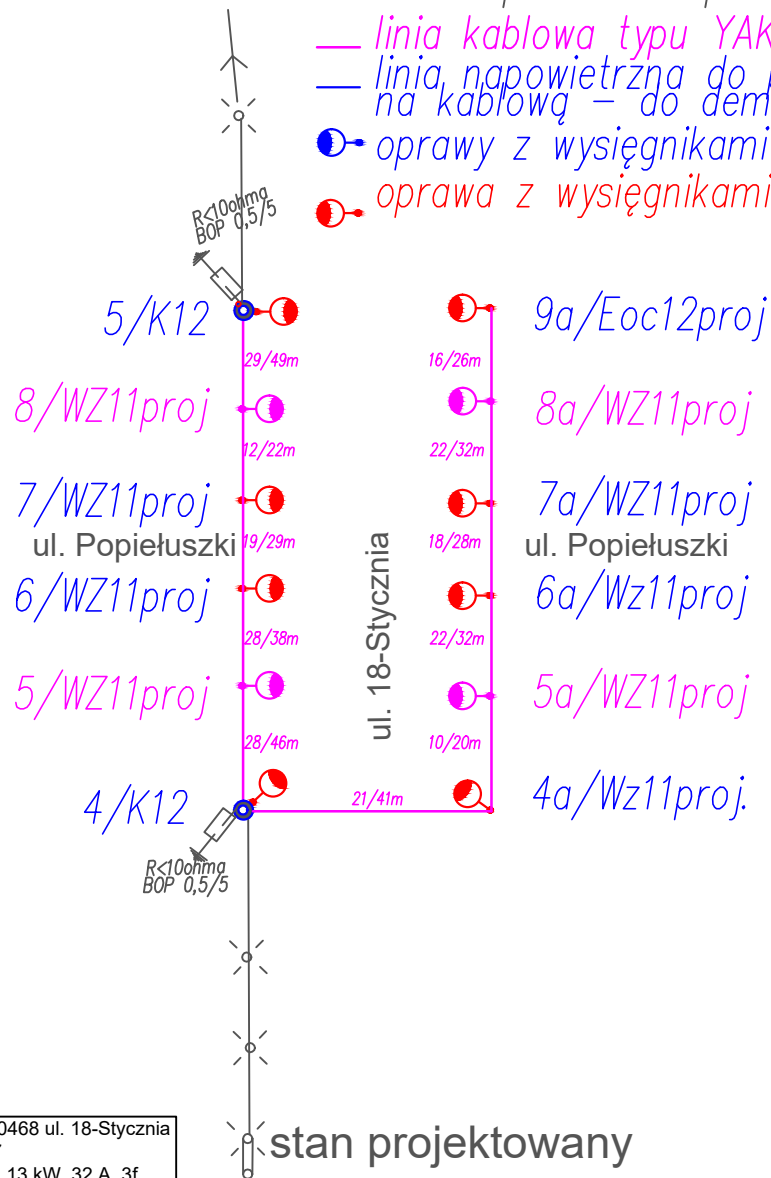 linia kablowa typu YAK
linia napowietrzna do
na kablową – do dem
oprawy z wysięgnikami
oprawa z wysięgnikami
R<10ohma
BOP 0,5/5
5/K12
9a/Eoc12proj
29/49m
16/26m
8/WZ11proj
8a/WZ11proj
12/22m
22/32m
7/WZ11proj
7a/WZ11proj
ul. Popiełuszki
19/29m
18/28m
ul. Popiełuszki
6/WZ11proj
6a/Wz11proj
ul. 18-Stycznia
28/38m
22/32m
5/WZ11proj
5a/WZ11proj
28/46m
10/20m
4/K12
21/41m
4a/Wz11proj.
R<10ohma
BOP 0,5/5
0468 ul. 18-Stycznia
13 kW, 32 A, 3f
stan projektowany